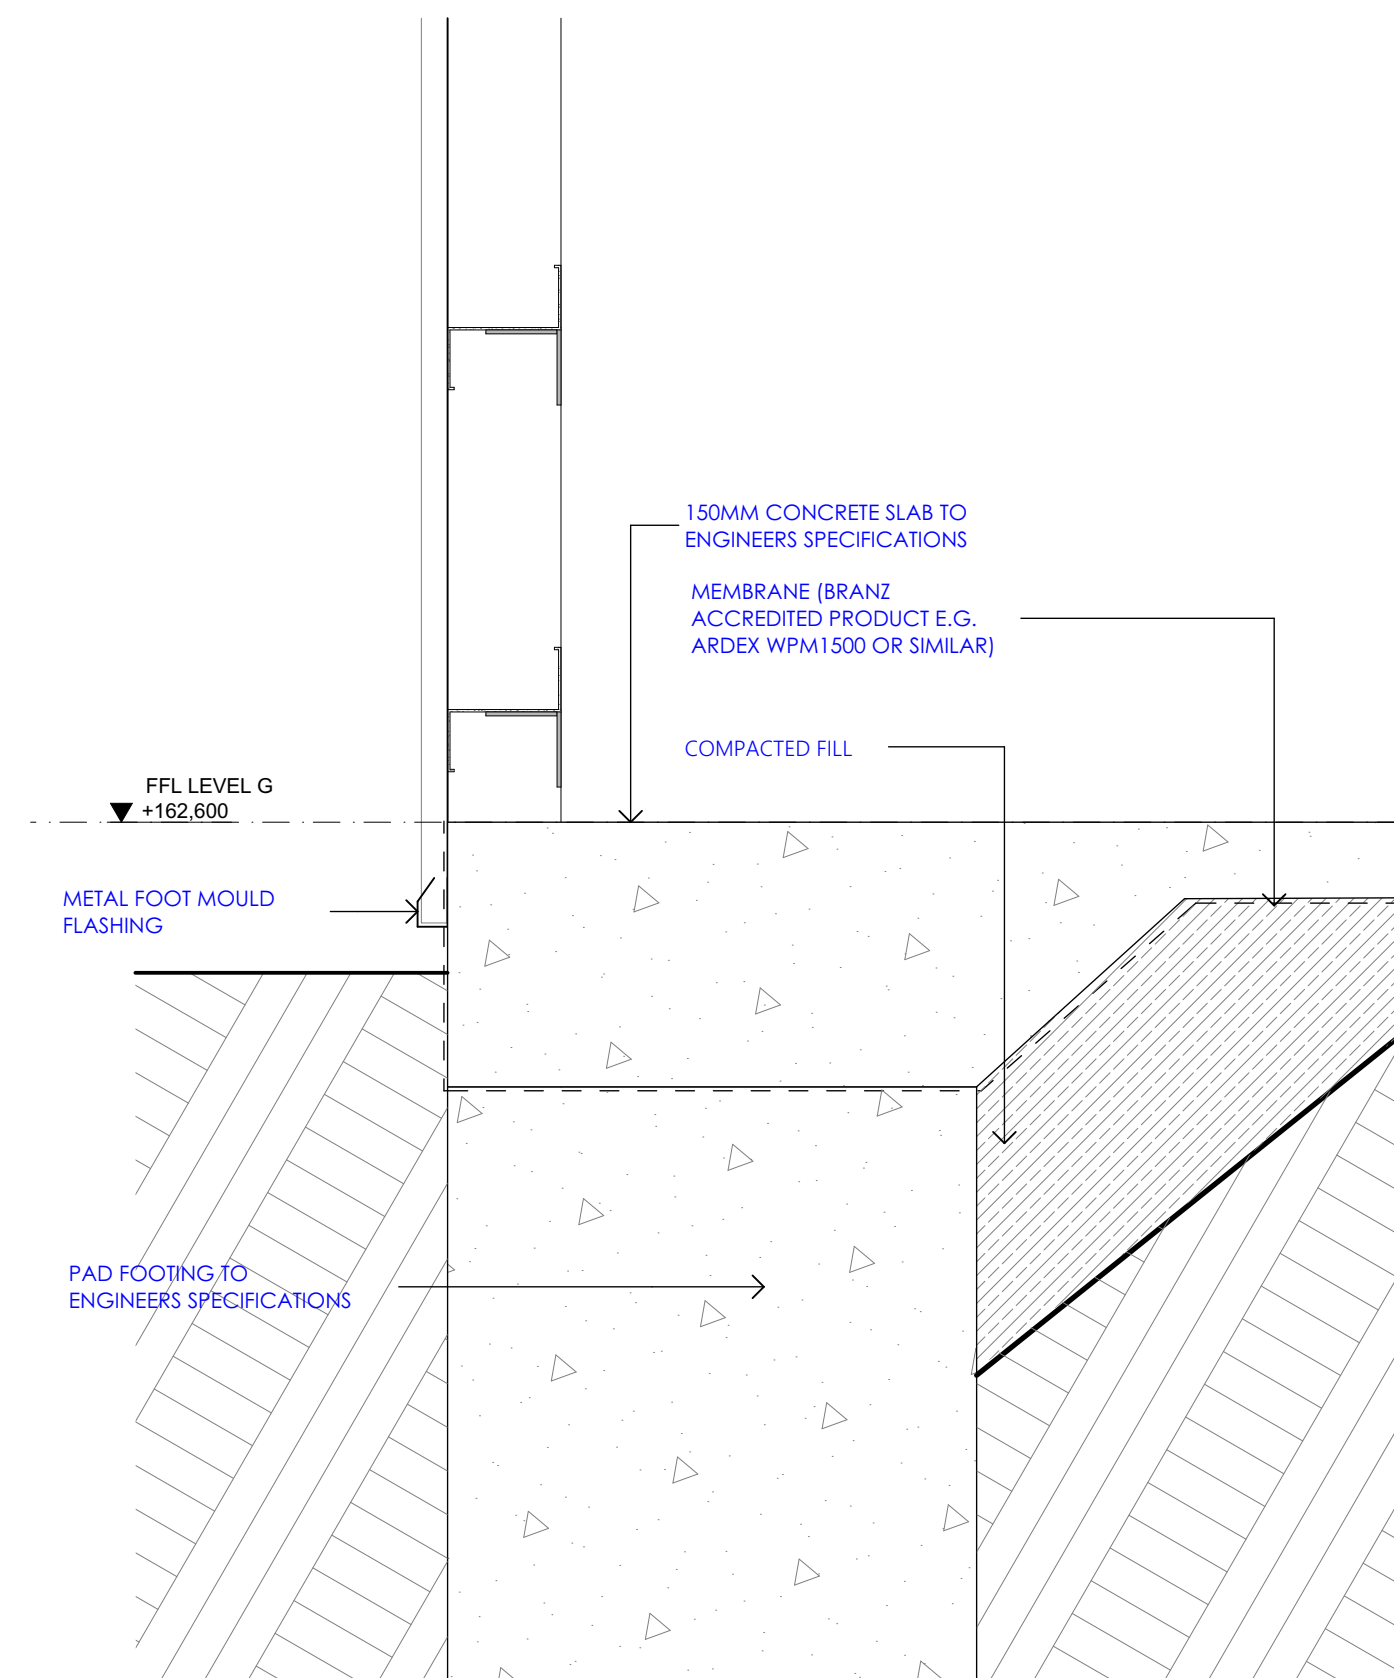 150MM CONCRETE SLAB TO
ENGINEERS SPECIFICATIONS
MEMBRANE (BRANZ
ACCREDITED PRODUCT E.G.
ARDEX WPM1500 OR SIMILAR)
COMPACTED FILL
FFL LEVEL G
+162,600
METAL FOOT MOULD
FLASHING
PAD FOOTING TO
ENGINEERS SPECIFICATIONS